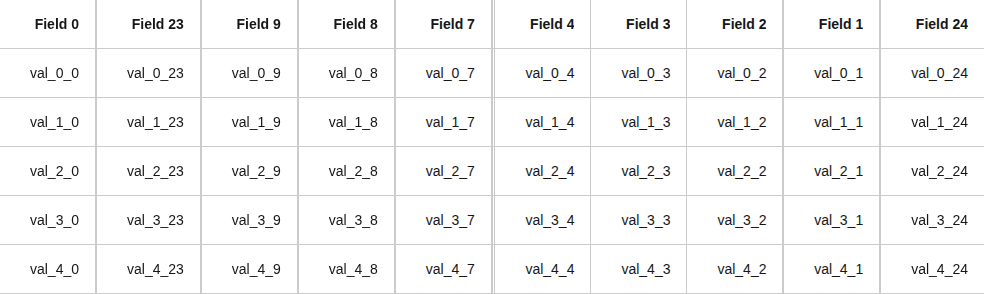 Field 0 Field 23 Field 9 Field 8 Field 7 Field 4 Field 3 Field 2 Field 1 Field 24
val_0_0 val_0_23 val_0_9 val_0_8 val_0_7 val_0_4 val_0_3 val_0_2 val_0_1 val_0_24
val_1_0 val_1_23 val_1_9 val_1_8 val_1_7 val_1_4 val_1_3 val_1_2 val_1_1 val_1_24
val_2_0 val_2_23 val_2_9 val_2_8 val_2_7 val_2_4 val_2_3 val_2_2 val_2_1 val_2_24
val_3_0 val_3_23 val_3_9 val_3_8 val_3_7 val_3_4 val_3_3 val_3_2 val_3_1 val_3_24
val_4_0 val_4_23 val_4_9 val_4_8 val_4_7 val_4_4 val_4_3 val_4_2 val_4_1 val_4_24